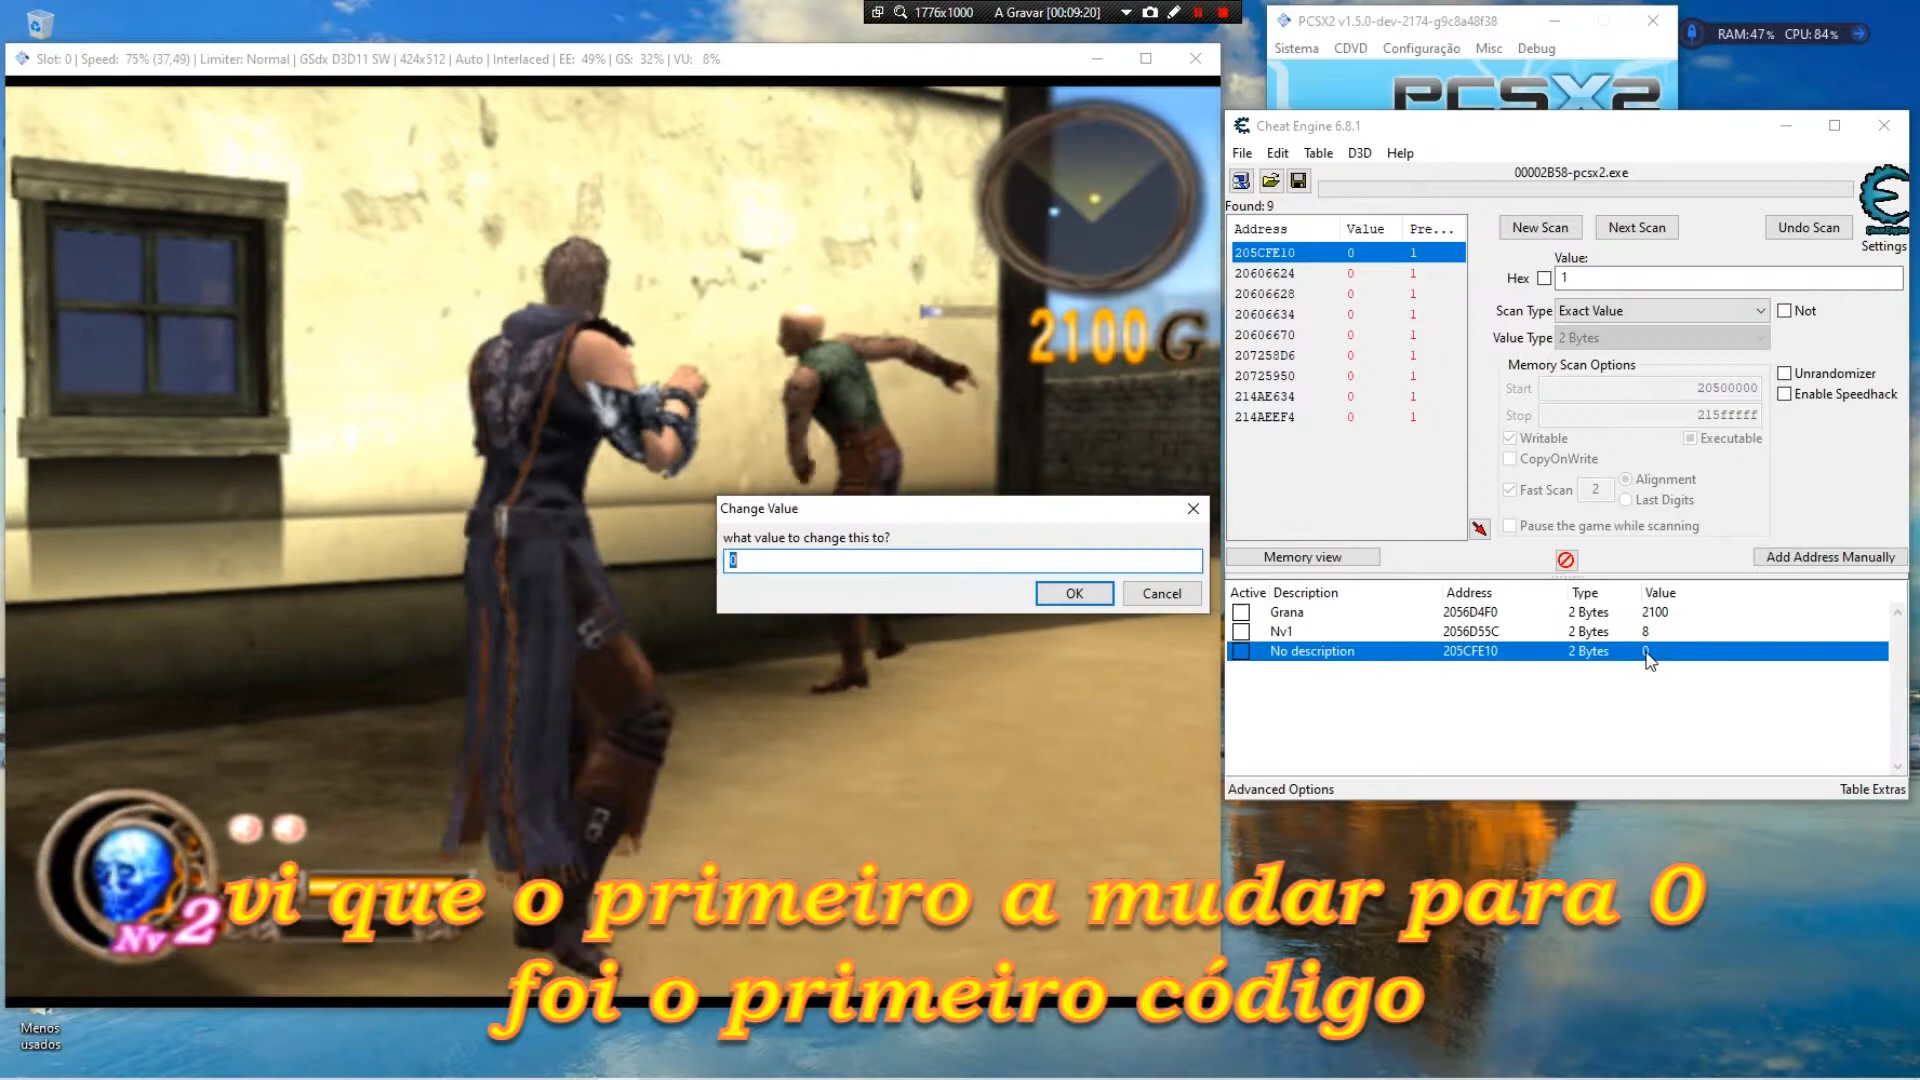 1776x1000 A Gravar [00:09:20]
PCSX2 v1.5.0-dev-2174-g9c8a48f38
RAM:47% CPU:84%
Sistema CDVD Configuração Misc Debug
PCSX2
Slot: 0 | Speed: 75% (37,49) | Limiter: Normal | GSdx D3D11 SW | 424x512 | Auto | Interlaced | EE: 49% | GS: 32% | VU: 8%
2100G
Nv 2
Cheat Engine 6.8.1
File Edit Table D3D Help
00002B58-pcsx2.exe
Found: 9
Address Value Pre...
205CFE10 0 1
20606624 0 1
20606628 0 1
20606634 0 1
20606670 0 1
207258D6 0 1
20725950 0 1
214AE634 0 1
214AEEF4 0 1
New Scan Next Scan Undo Scan
Settings
Value:
Hex 1
Scan Type Exact Value Not
Value Type 2 Bytes
Memory Scan Options
Start 20500000
Stop 215fffff
Unrandomizer
Enable Speedhack
Writable Executable
CopyOnWrite
Fast Scan 2 Alignment
Last Digits
Pause the game while scanning
Memory view Add Address Manually
Active Description Address Type Value
Grana 2056D4F0 2 Bytes 2100
Nv1 2056D55C 2 Bytes 8
No description 205CFE10 2 Bytes 0
Advanced Options Table Extras
Change Value
what value to change this to?
0
OK Cancel
vi que o primeiro a mudar para 0
foi o primeiro código
Menos
usados